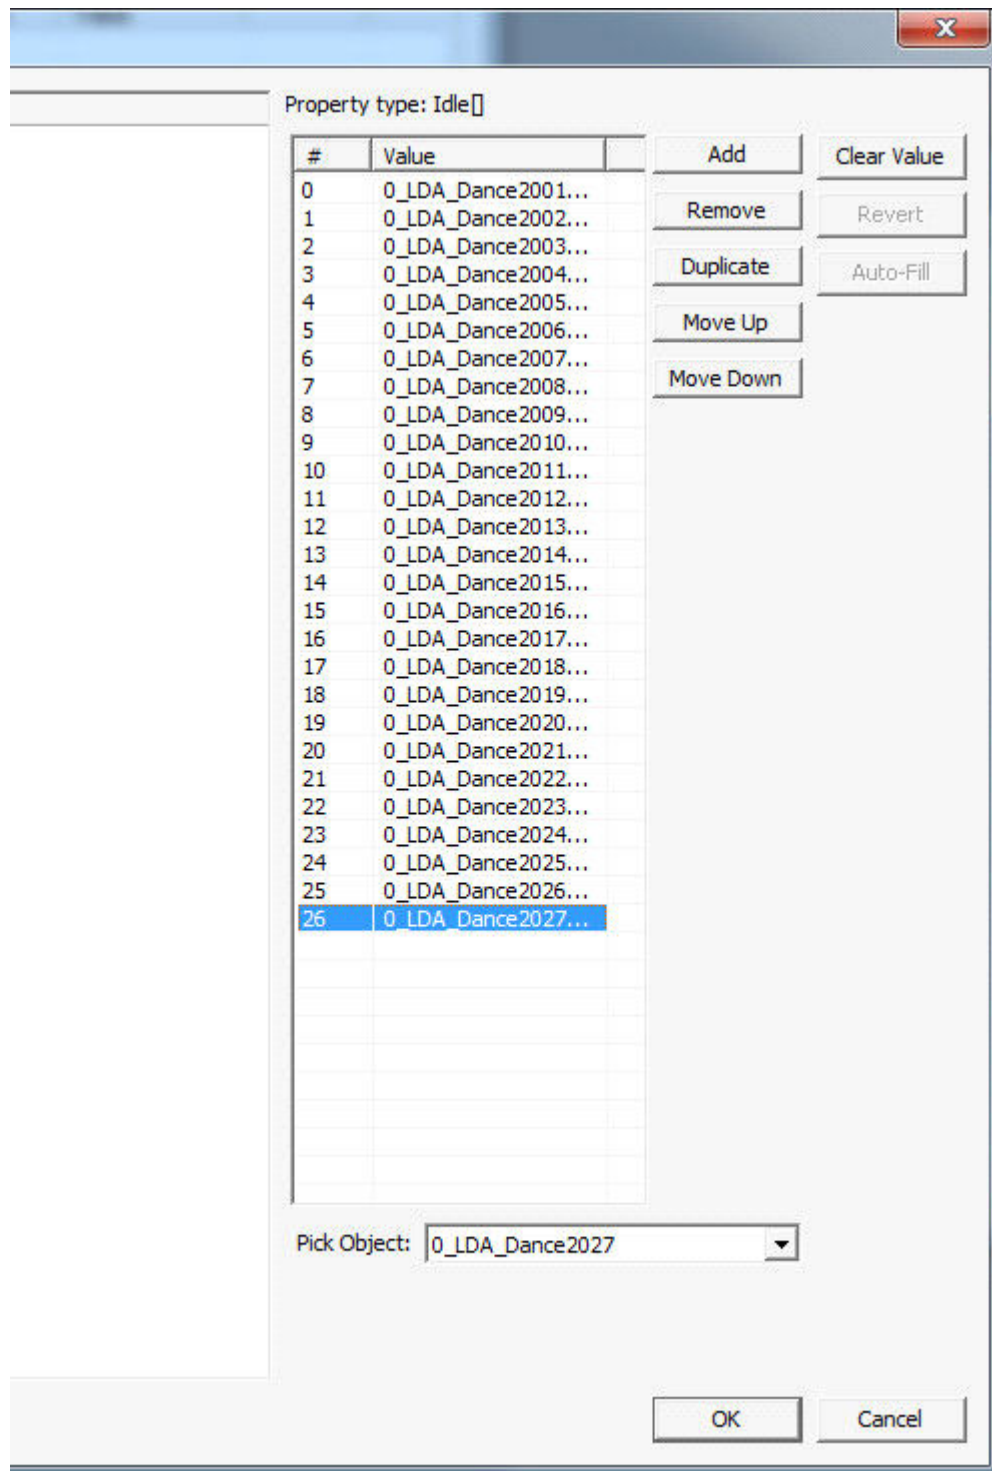 X
Property type: Idle[]
# Value
0 0_LDA_Dance2001...
1 0_LDA_Dance2002...
2 0_LDA_Dance2003...
3 0_LDA_Dance2004...
4 0_LDA_Dance2005...
5 0_LDA_Dance2006...
6 0_LDA_Dance2007...
7 0_LDA_Dance2008...
8 0_LDA_Dance2009...
9 0_LDA_Dance2010...
10 0_LDA_Dance2011...
11 0_LDA_Dance2012...
12 0_LDA_Dance2013...
13 0_LDA_Dance2014...
14 0_LDA_Dance2015...
15 0_LDA_Dance2016...
16 0_LDA_Dance2017...
17 0_LDA_Dance2018...
18 0_LDA_Dance2019...
19 0_LDA_Dance2020...
20 0_LDA_Dance2021...
21 0_LDA_Dance2022...
22 0_LDA_Dance2023...
23 0_LDA_Dance2024...
24 0_LDA_Dance2025...
25 0_LDA_Dance2026...
26 0_LDA_Dance2027...
Add
Remove
Duplicate
Move Up
Move Down
Clear Value
Revert
Auto-Fill
Pick Object: 0_LDA_Dance2027
OK Cancel